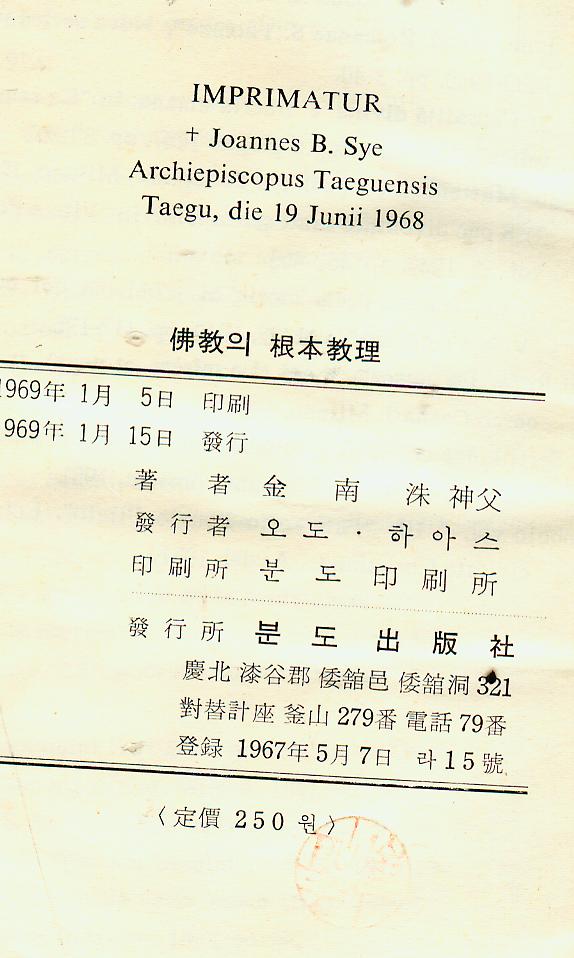 IMPRIMATUR
† Joannes B. Sye
Archiepiscopus Taeguensis
Taegu, die 19 Junii 1968
佛教의 根本教理
1969年 1月 5日 印刷
1969年 1月 15日 發行
著 者 金 南 洙 神父
發行者 오도 · 하아스
印刷所 분 도 印 刷 所
發行所 분 도 出 版 社
慶北 漆谷郡 倭舘邑 倭舘洞 321
對替計座 釜山 279番 電話 79番
登録 1967年 5月 7日 라 15 號
〈定價 250 원〉